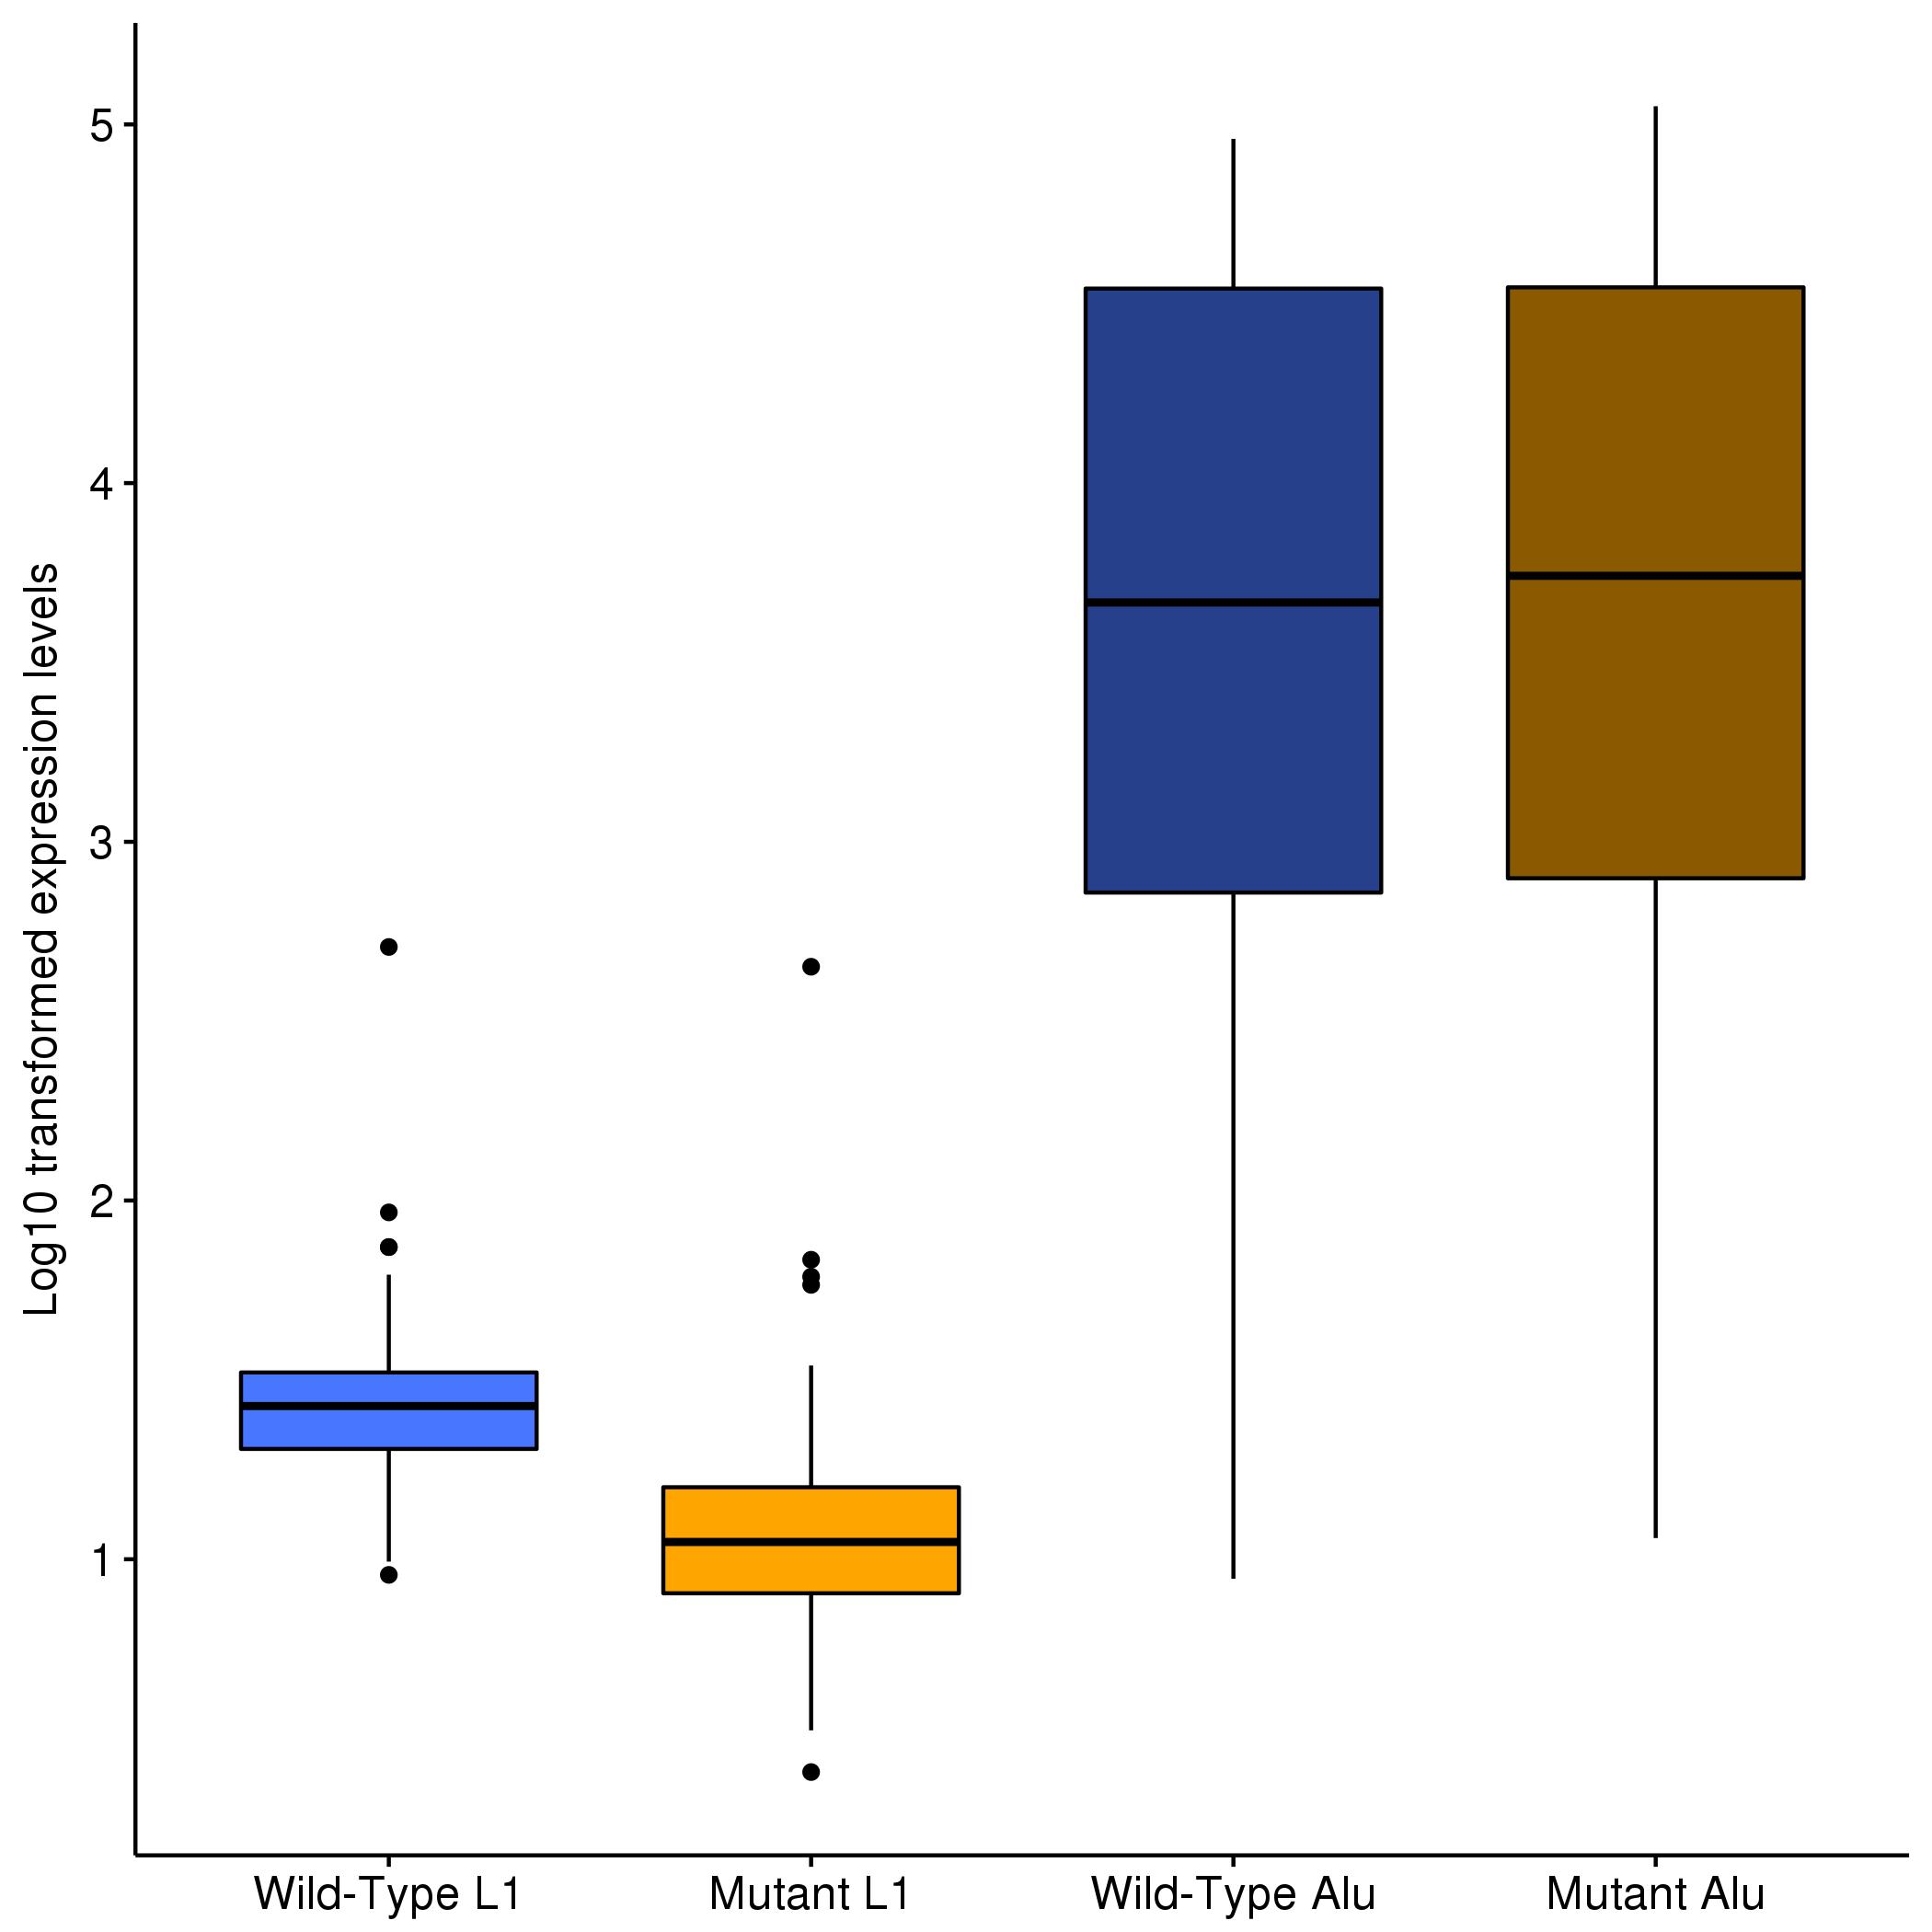 Log10 transformed expression levels
5
4
3
2
1
Wild-Type L1
Mutant L1
Wild-Type Alu
Mutant Alu